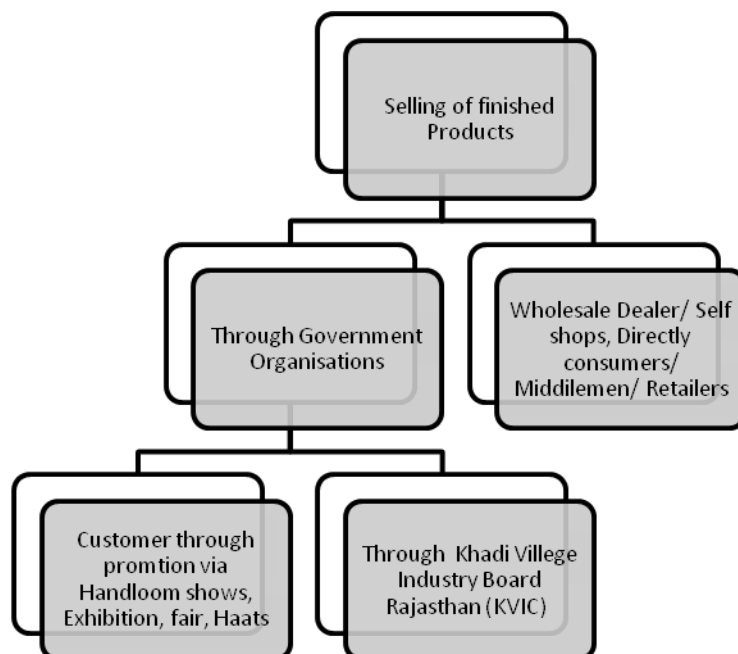 Selling of finished
Products
Through Government
Organisations
Wholesale Dealer/ Self
shops, Directly
consumers/
Middilemen/ Retailers
Customer through
promtion via
Handloom shows,
Exhibition, fair, Haats
Through Khadi Villege
Industry Board
Rajasthan (KVIC)